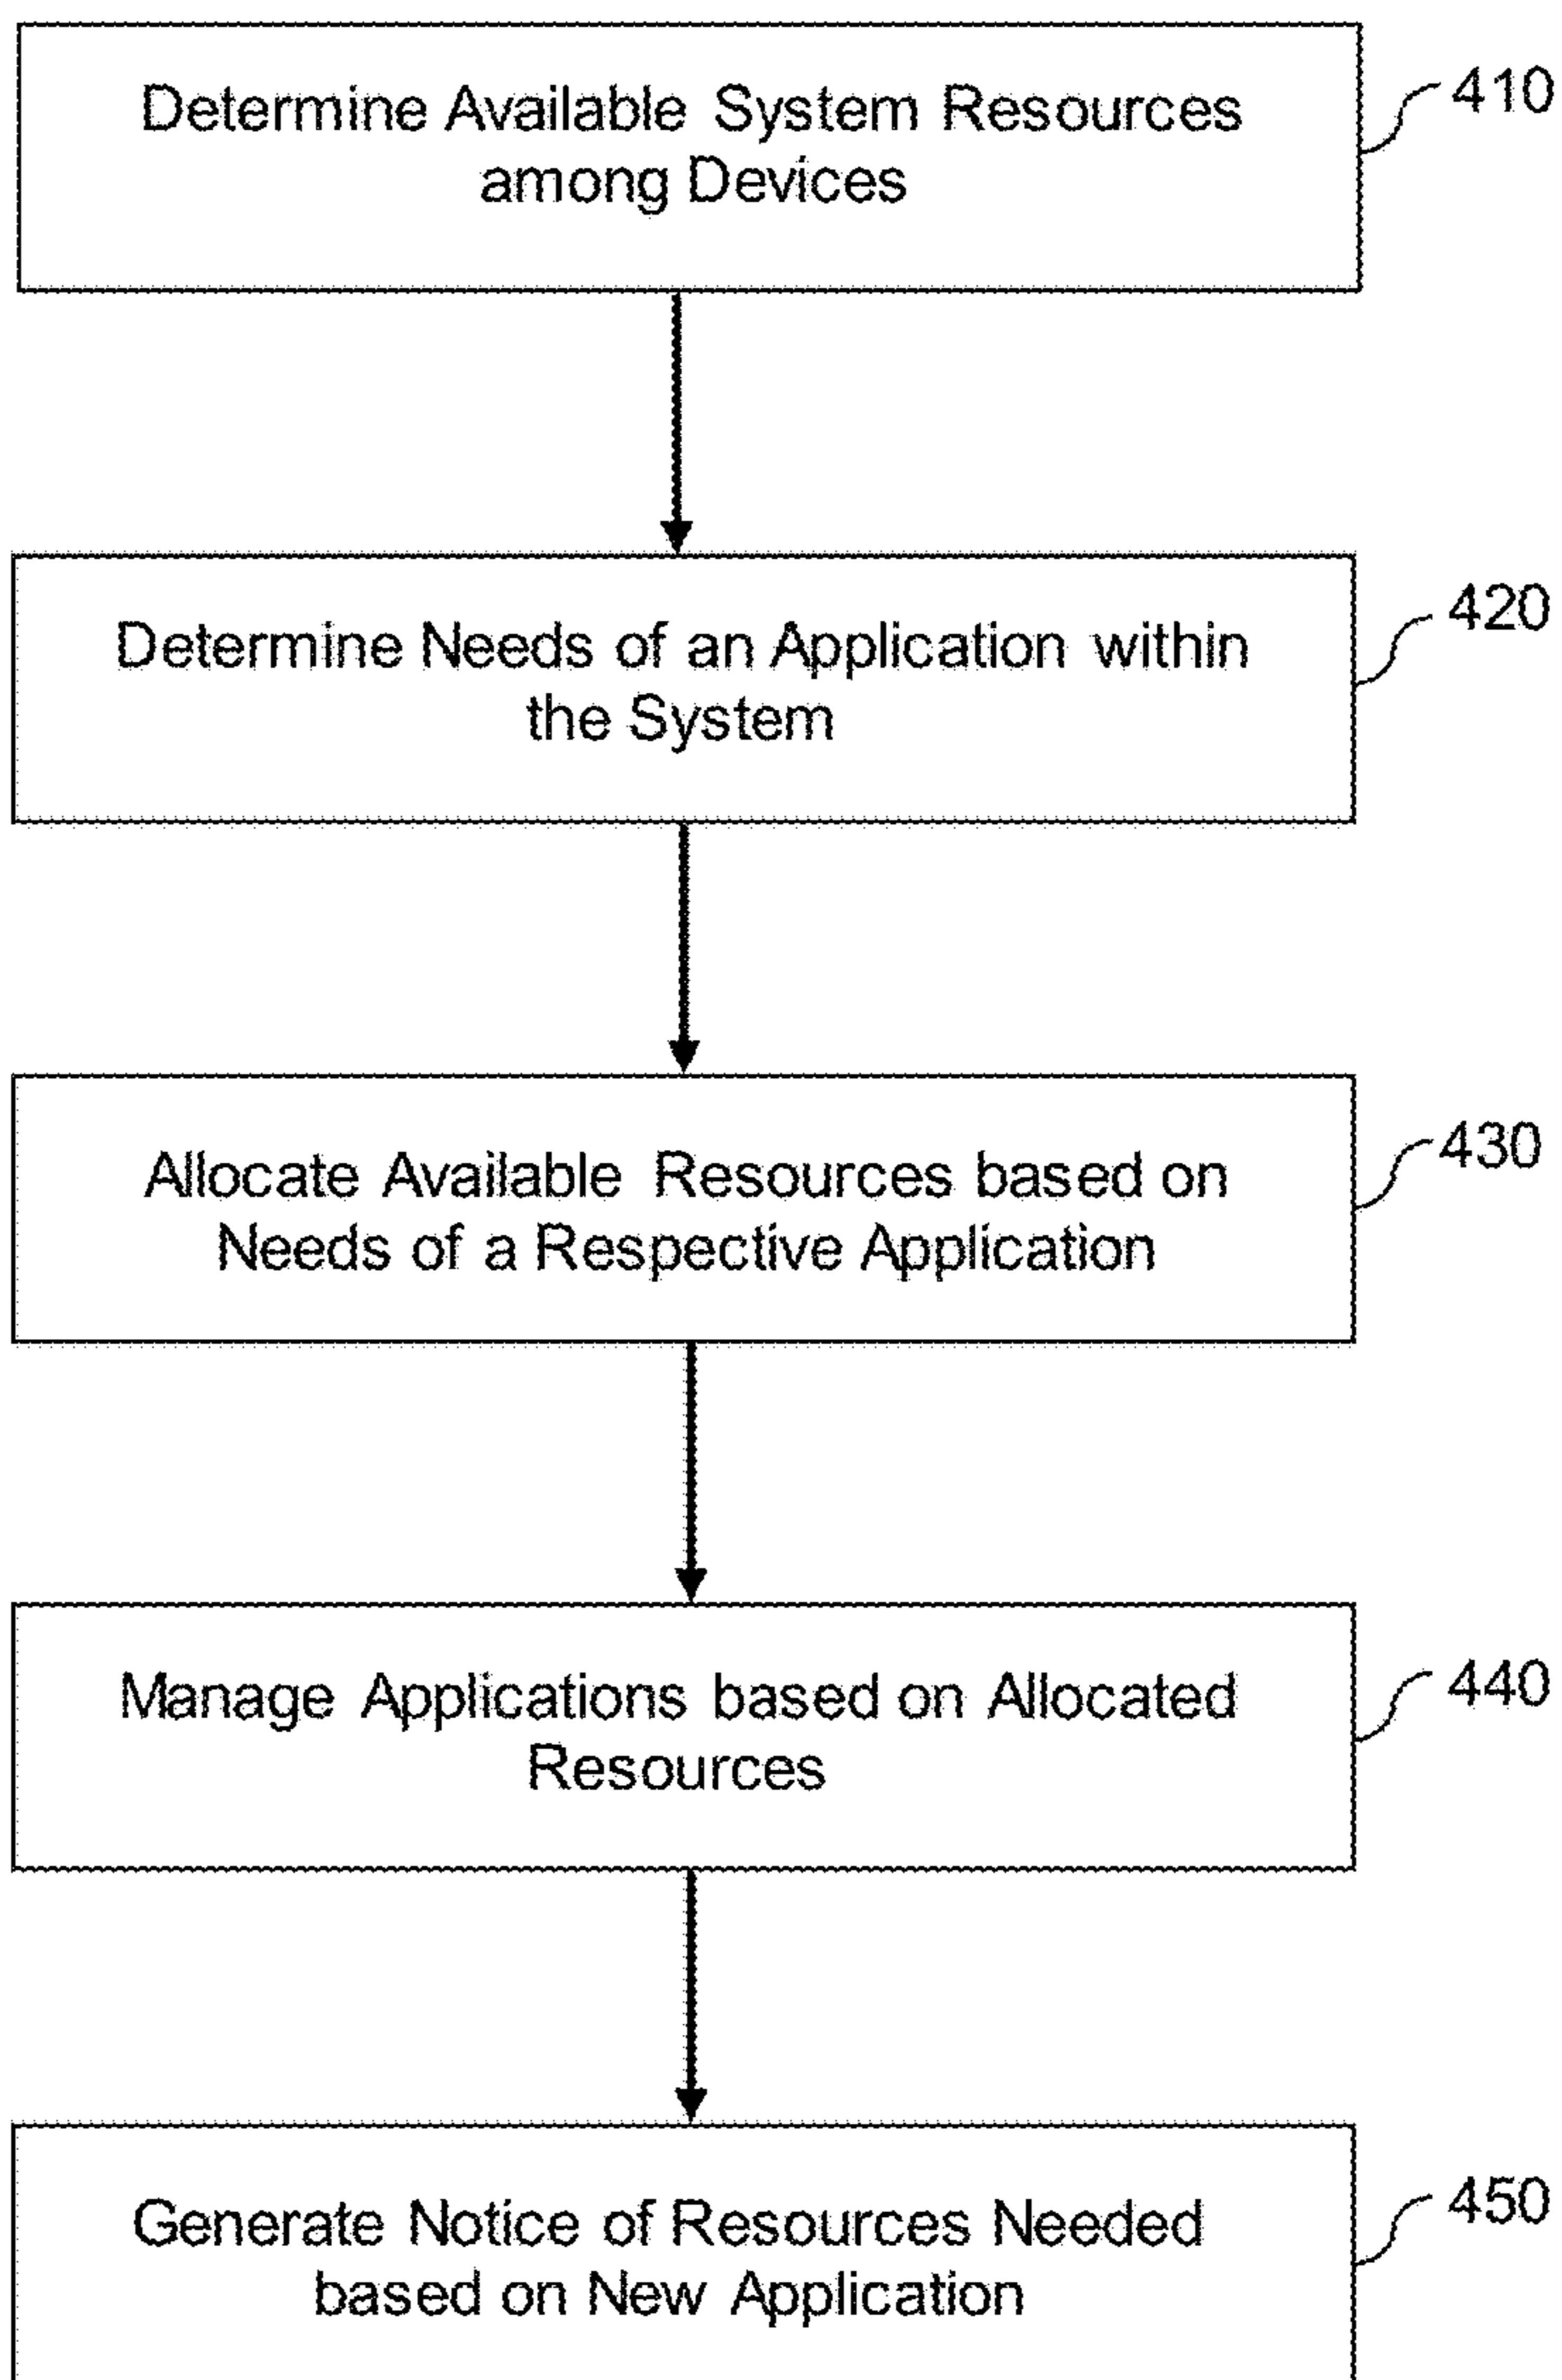 Determine Available System Resources
among Devices
410
Determine Needs of an Application within
the System
420
Allocate Available Resources based on
Needs of a Respective Application
430
Manage Applications based on Allocated
Resources
440
Generate Notice of Resources Needed
based on New Application
450